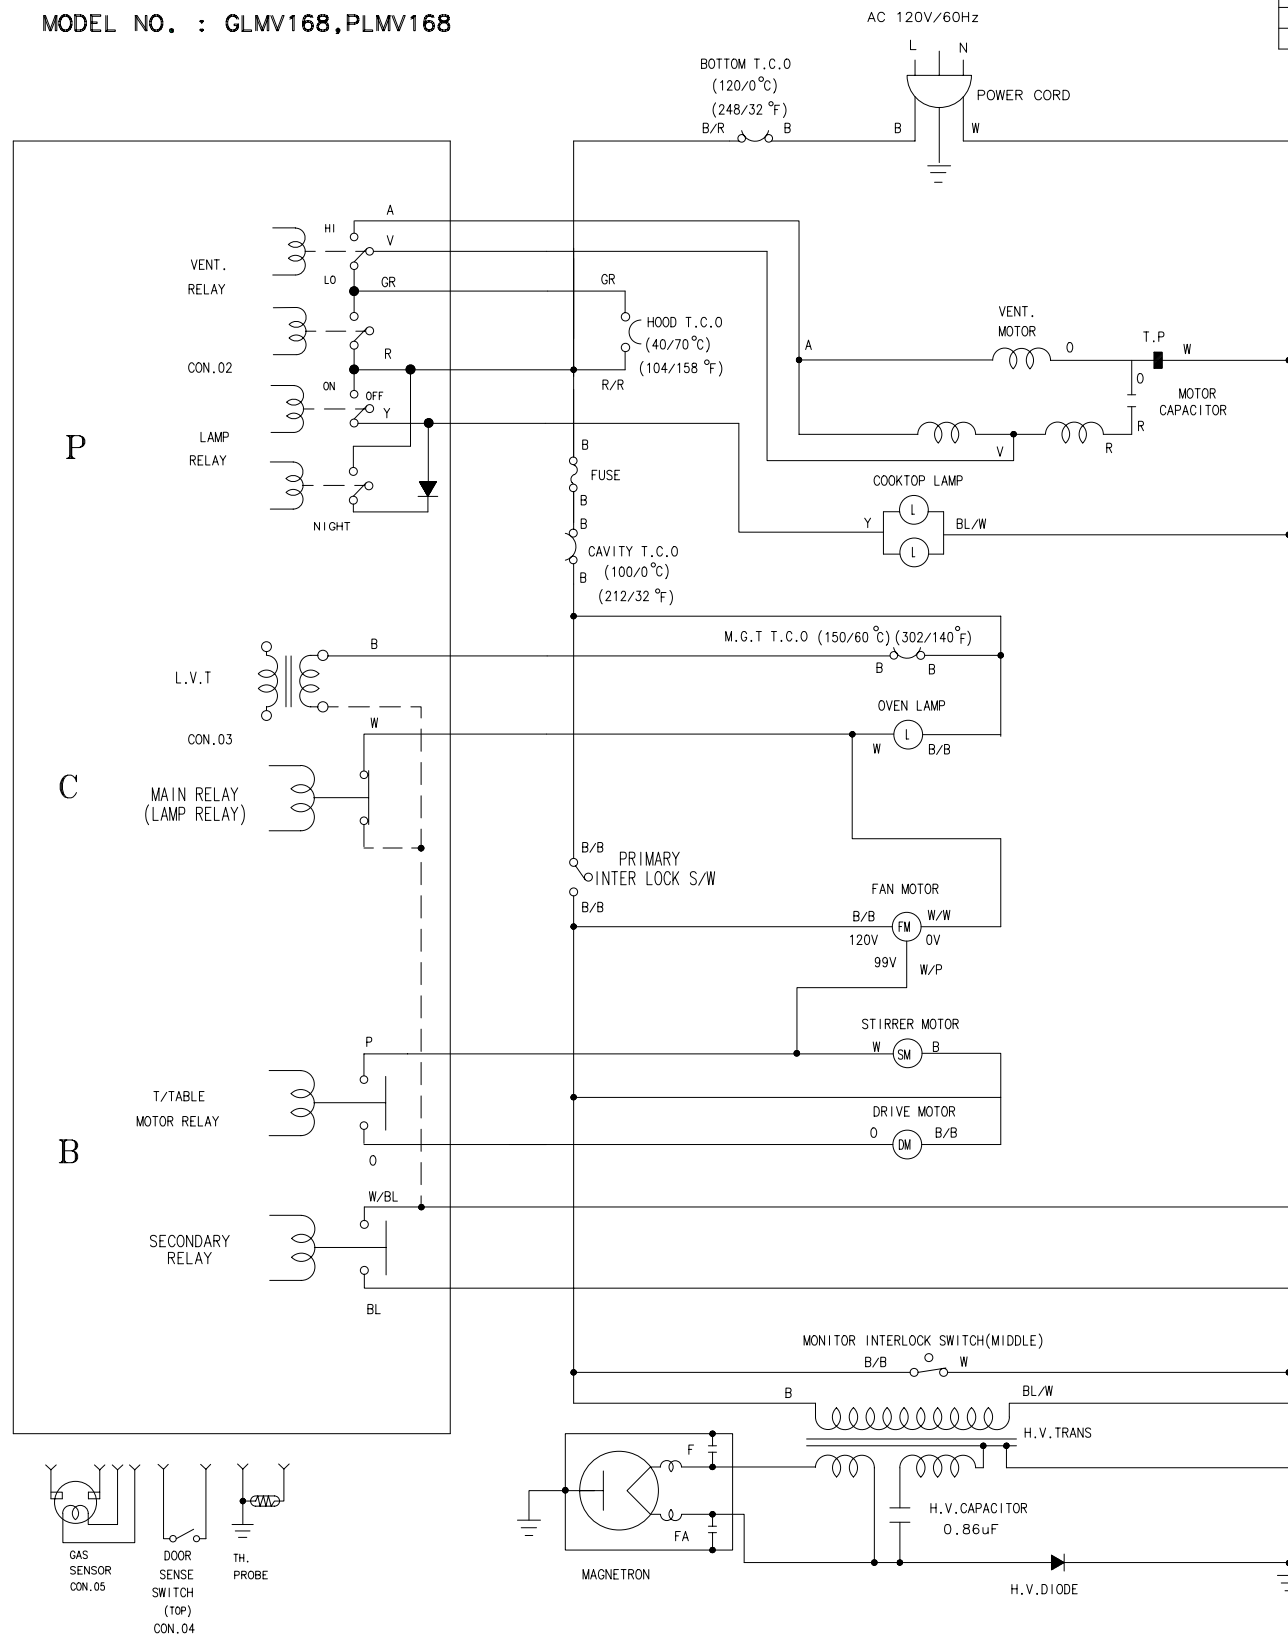 MODEL NO. : GLMV168,PLMV168
AC 120V/60Hz
L
N
POWER CORD
BOTTOM T.C.O
(120/0°C)
(248/32 °F)
B/R
B
B
W
A
HI
V
VENT.
RELAY
LO
GR
GR
HOOD T.C.O
(40/70°C)
(104/158 °F)
R/R
R
CON.02
ON
OFF
Y
LAMP
RELAY
NIGHT
P
VENT.
MOTOR
A
O
T.P
W
O
MOTOR
CAPACITOR
R
V
R
B
FUSE
B
B
CAVITY T.C.O
(100/0°C)
B
(212/32 °F)
COOKTOP LAMP
L
Y
BL/W
L
M.G.T T.C.O (150/60 °C) (302/140°F)
B
B
B
L.V.T
CON.03
W
OVEN LAMP
L
W
B/B
C
MAIN RELAY
(LAMP RELAY)
B/B
PRIMARY
INTER LOCK S/W
B/B
FAN MOTOR
B/B
W/W
FM
120V
0V
99V
W/P
P
STIRRER MOTOR
W
SM
B
T/TABLE
MOTOR RELAY
DRIVE MOTOR
O
DM
B/B
O
B
W/BL
SECONDARY
RELAY
BL
MONITOR INTERLOCK SWITCH(MIDDLE)
B/B
W
B
BL/W
H.V.TRANS
F
FA
MAGNETRON
H.V.CAPACITOR
0.86uF
H.V.DIODE
GAS
SENSOR
CON.05
DOOR
SENSE
SWITCH
(TOP)
CON.04
TH.
PROBE